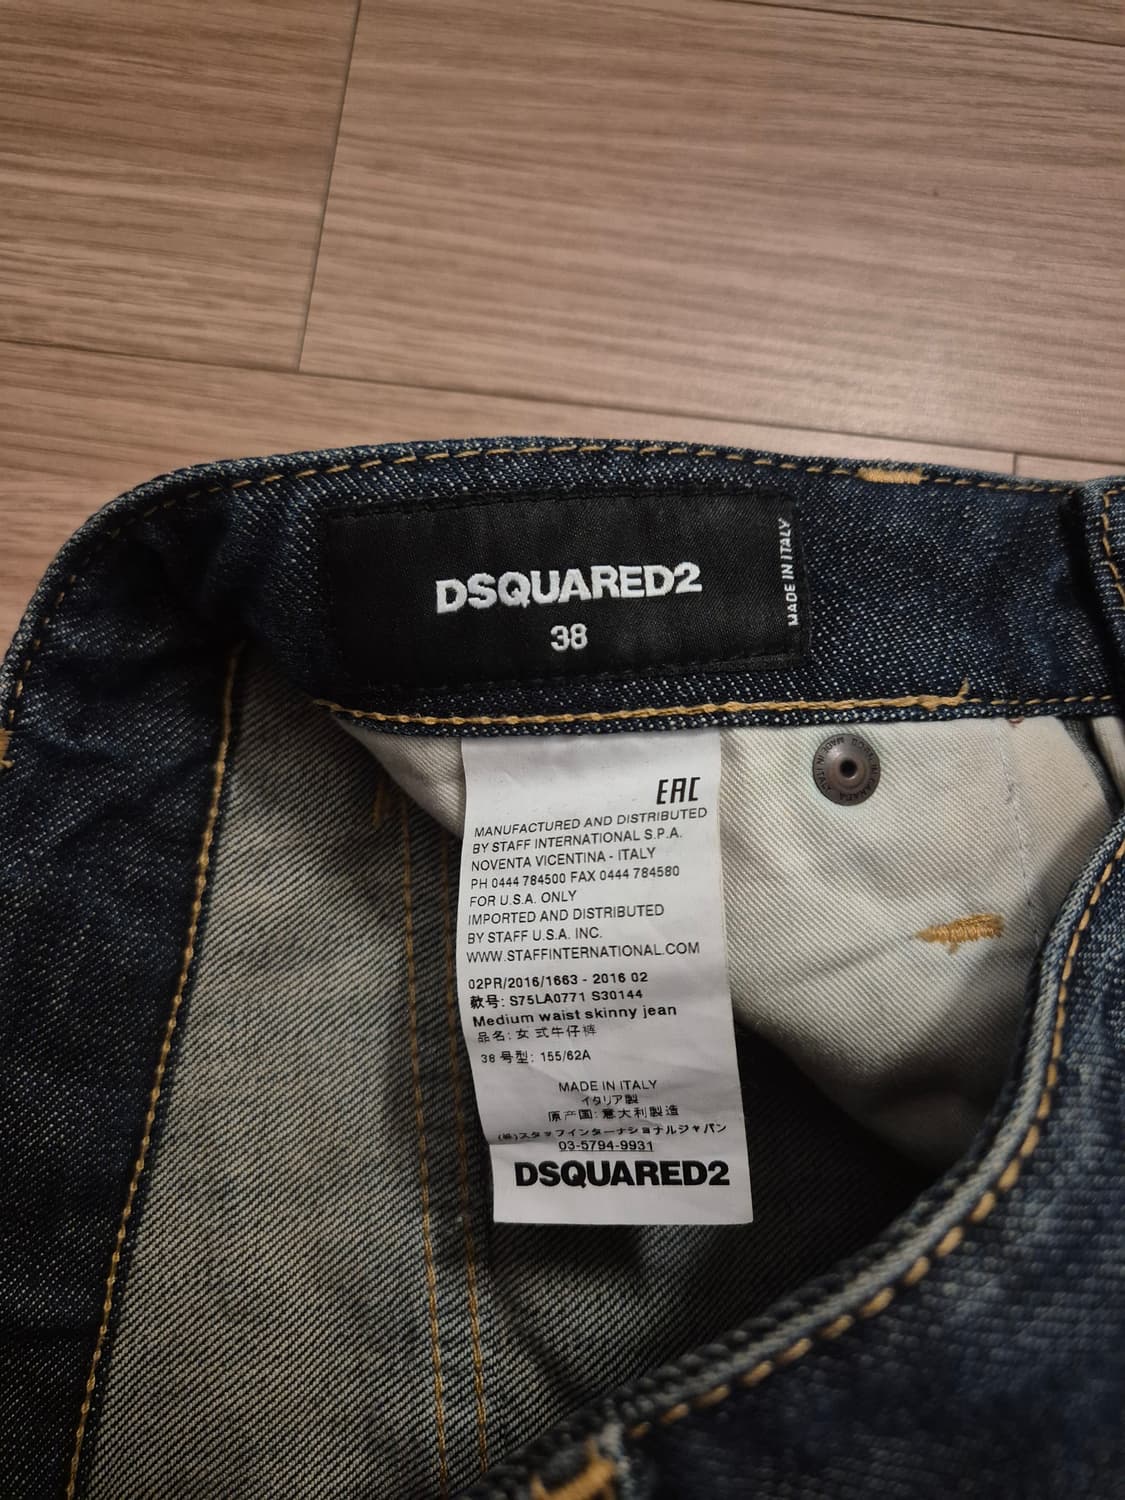 DSQUARED2
38
MADE IN ITALY
EAC
MANUFACTURED AND DISTRIBUTED
BY STAFF INTERNATIONAL S.P.A.
NOVENTA VICENTINA - ITALY
PH 0444 784500 FAX 0444 784580
FOR U.S.A. ONLY
IMPORTED AND DISTRIBUTED
BY STAFF U.S.A. INC.
WWW.STAFFINTERNATIONAL.COM
02PR/2016/1663 - 2016 02
款号: S75LA0771 S30144
Medium waist skinny jean
品名: 女式牛仔裤
38 号型: 155/62A
MADE IN ITALY
イタリア製
原产国: 意大利製造
(株)スタッフインターナショナルジャパン
03-5794-9931
DSQUARED2